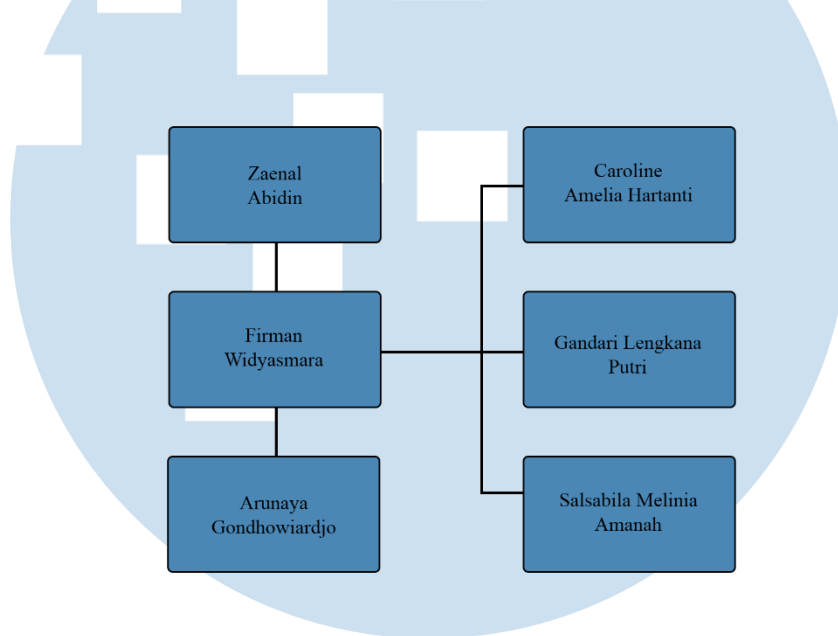 Zaenal
Abidin
Caroline
Amelia Hartanti
Firman
Widyasmara
Gandari Lengkana
Putri
Arunaya
Gondhowiardjo
Salsabila Melinia
Amanah